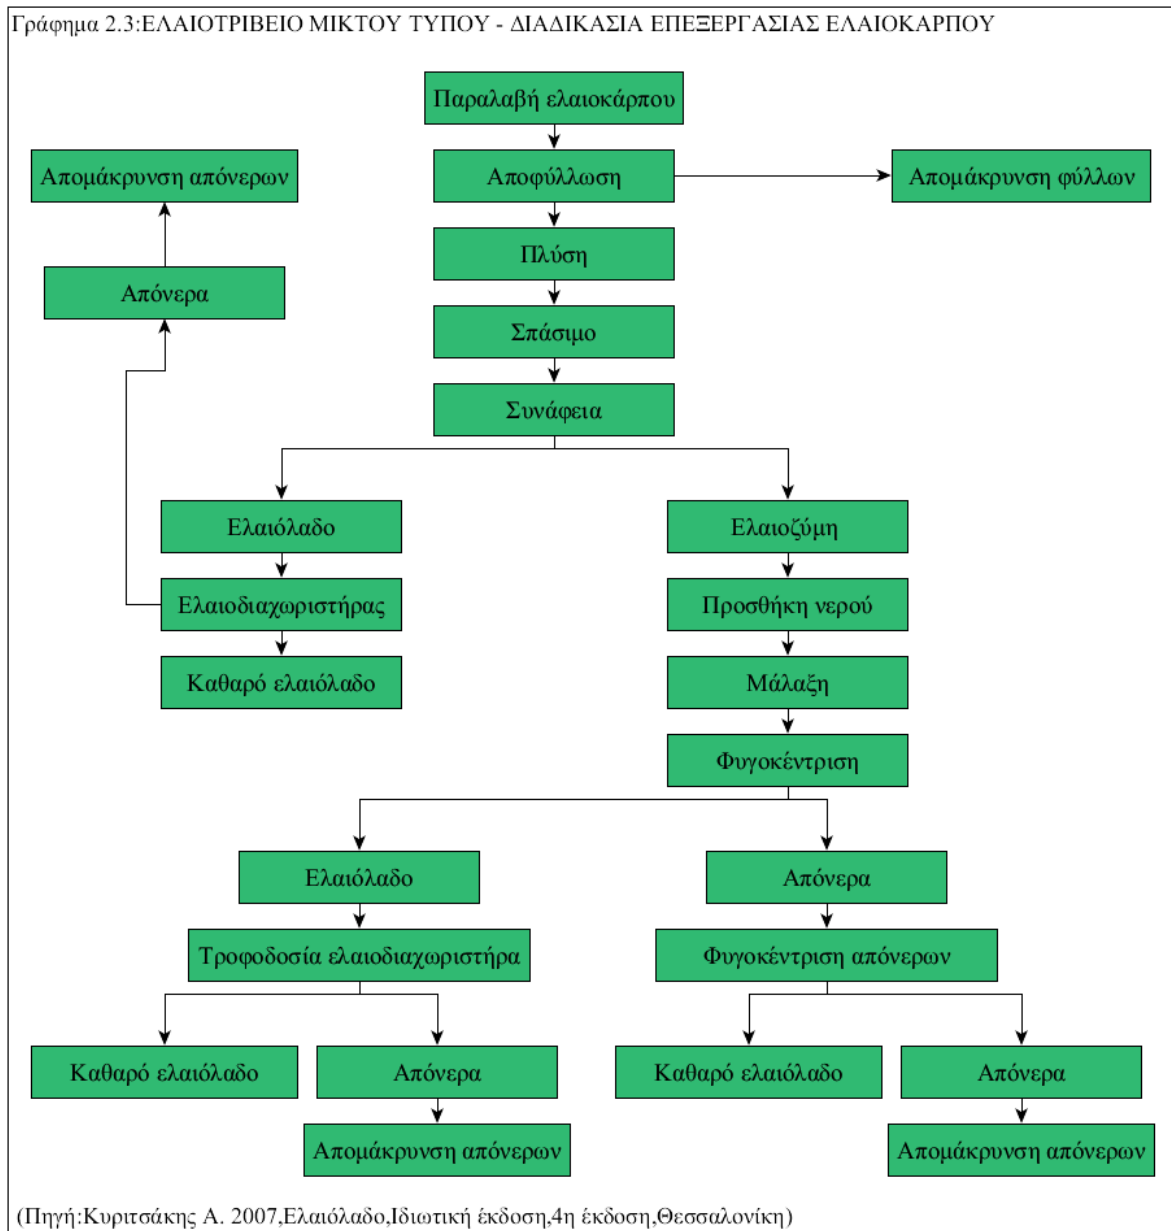 Γράφημα 2.3:ΕΛΑΙΟΤΡΙΒΕΙΟ ΜΙΚΤΟΥ ΤΥΠΟΥ - ΔΙΑΔΙΚΑΣΙΑ ΕΠΕΞΕΡΓΑΣΙΑΣ ΕΛΑΙΟΚΑΡΠΟΥ
Παραλαβή ελαιοκάρπου
Απομάκρυνση απόνερων
Αποφύλλωση
Απομάκρυνση φύλλων
Πλύση
Απόνερα
Σπάσιμο
Συνάφεια
Ελαιόλαδο
Ελαιοζύμη
Ελαιοδιαχωριστήρας
Προσθήκη νερού
Καθαρό ελαιόλαδο
Μάλαξη
Φυγοκέντριση
Ελαιόλαδο
Απόνερα
Τροφοδοσία ελαιοδιαχωριστήρα
Φυγοκέντριση απόνερων
Καθαρό ελαιόλαδο
Απόνερα
Καθαρό ελαιόλαδο
Απόνερα
Απομάκρυνση απόνερων
Απομάκρυνση απόνερων
(Πηγή:Κυριτσάκης Α. 2007,Ελαιόλαδο,Ιδιωτική έκδοση,4η έκδοση,Θεσσαλονίκη)